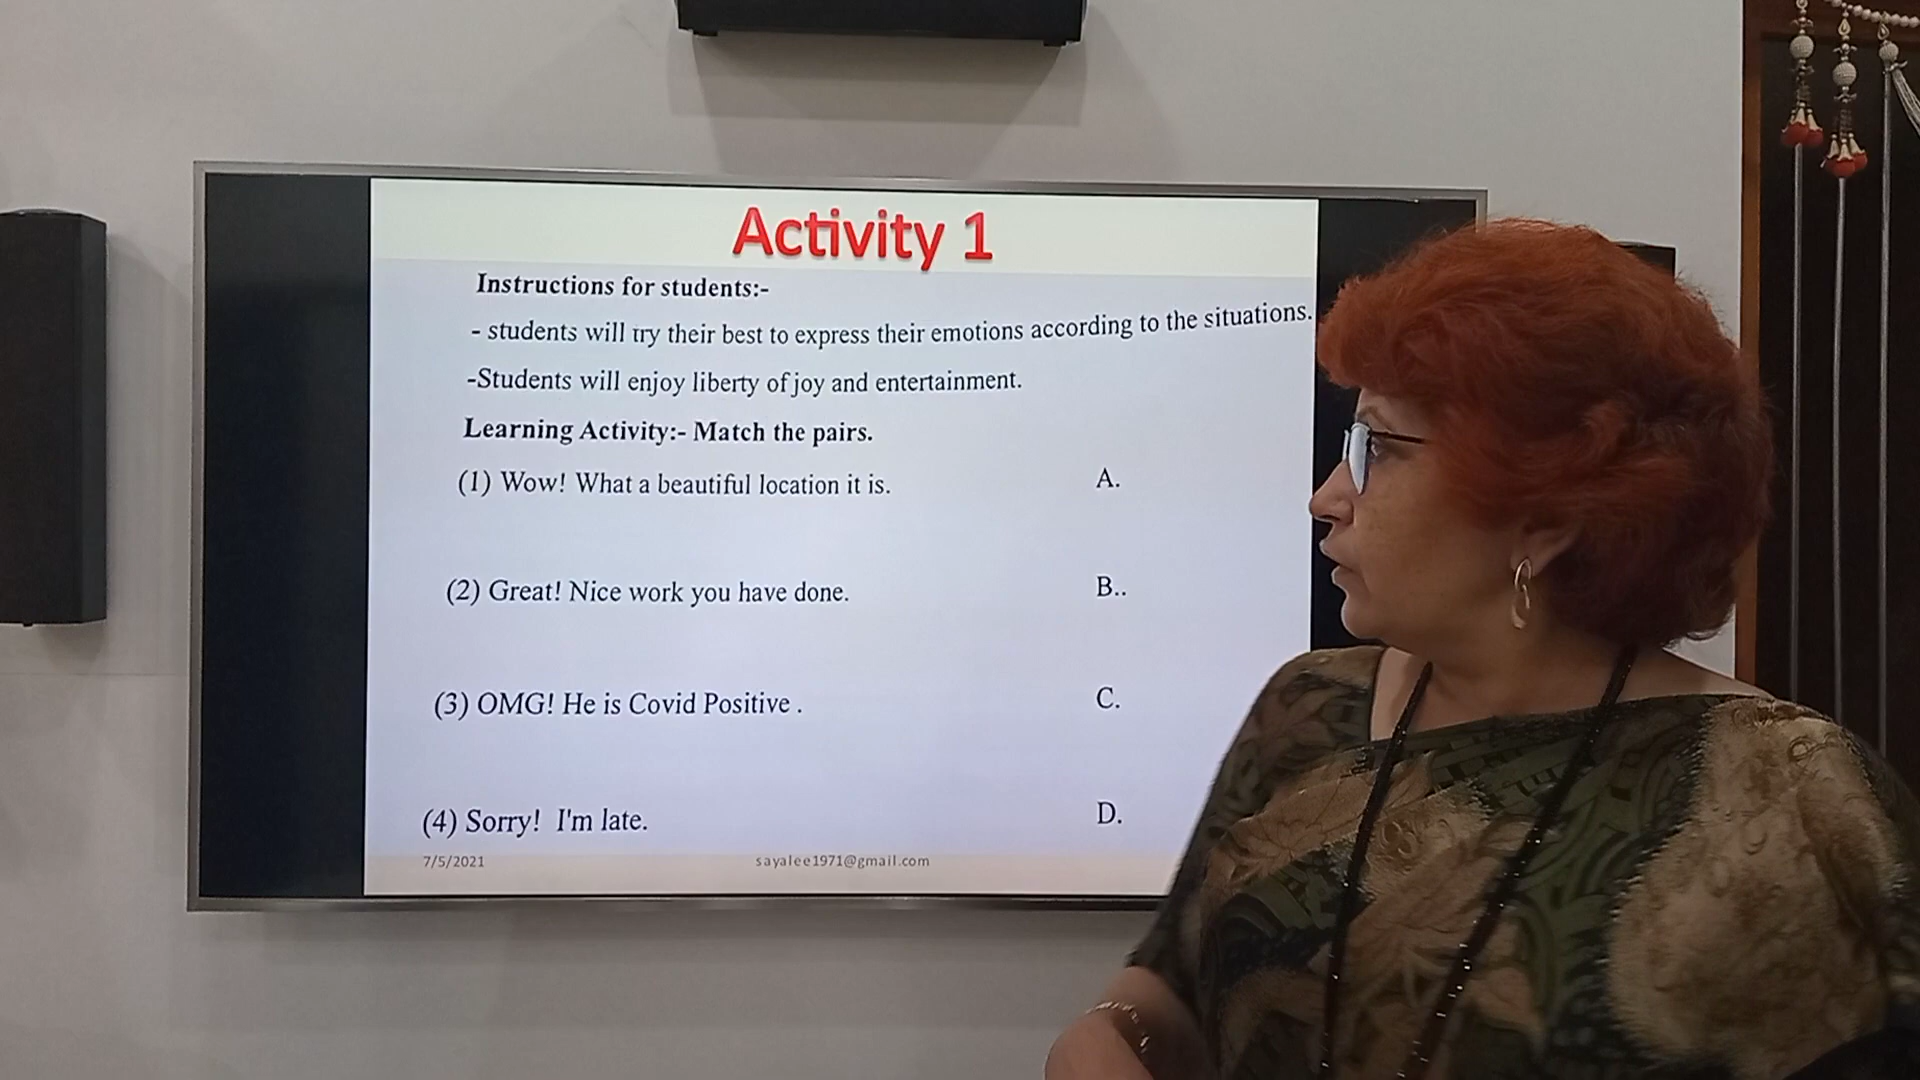 Activity 1
Instructions for students:-
- students will try their best to express their emotions according to the situations.
-Students will enjoy liberty of joy and entertainment.
Learning Activity:- Match the pairs.
(1) Wow! What a beautiful location it is. A.
(2) Great! Nice work you have done. B..
(3) OMG! He is Covid Positive . C.
(4) Sorry! I'm late. D.
7/5/2021 sayalee1971@gmail.com